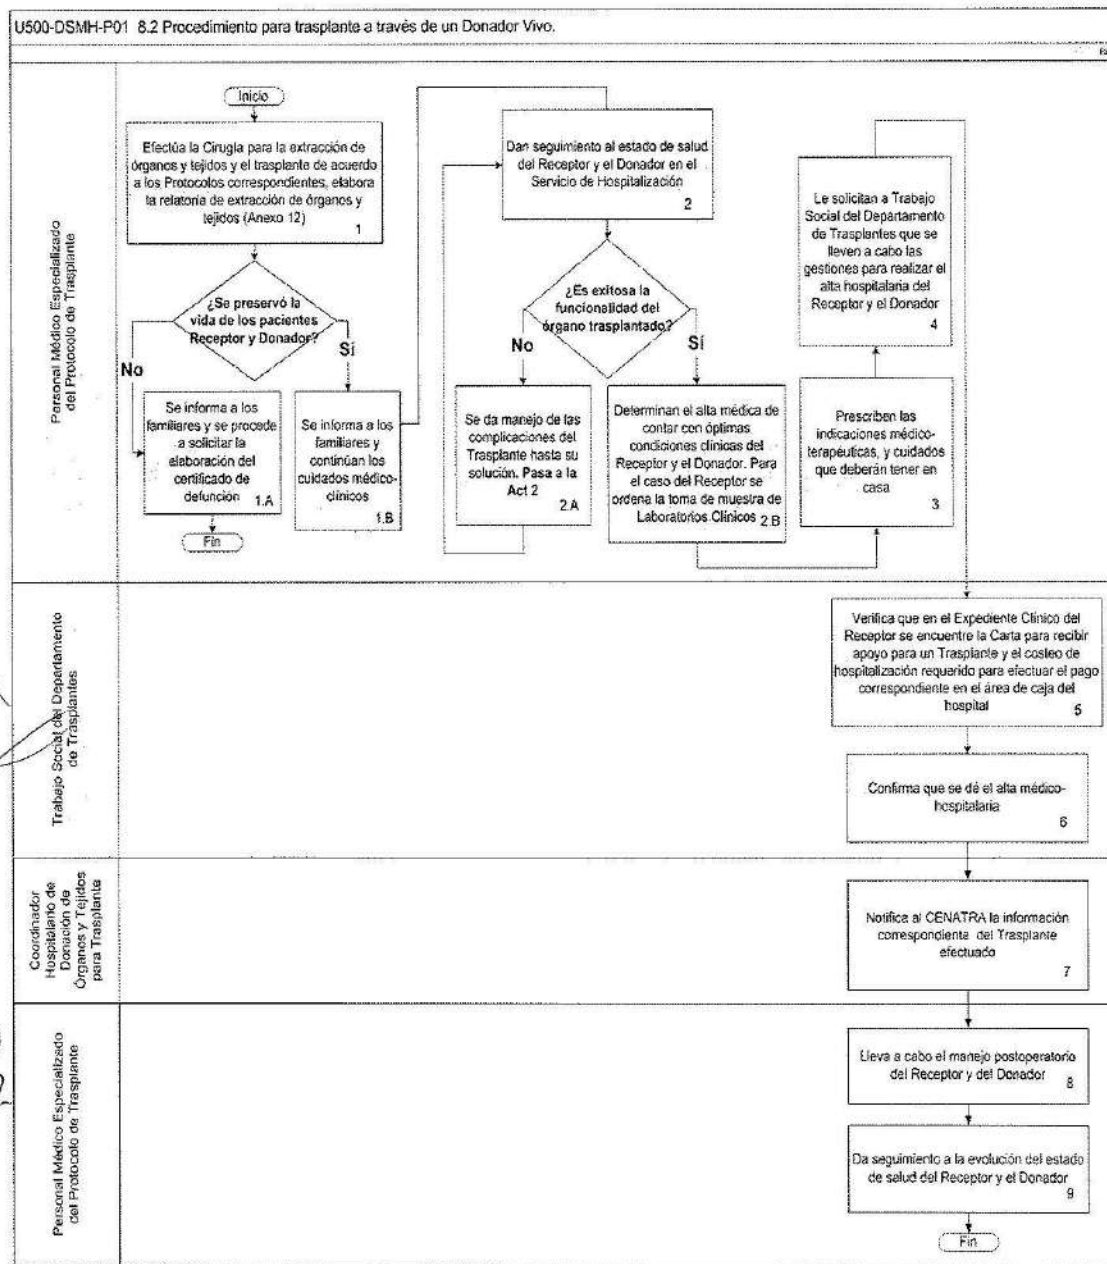 U500-DSMH-P01 8.2 Procedimiento para trasplante a través de un Donador Vivo.
Personal Médico Especializado
del Protocolo de Trasplante
Inicio
Efectúa la Cirugía para la extracción de
órganos y tejidos y el trasplante de acuerdo
a los Protocolos correspondientes, elabora
la relatoría de extracción de órganos y
tejidos (Anexo 12)
1
¿Se preservó la
vida de los pacientes
Receptor y Donador?
No
Sí
Se informa a los
familiares y se procede
a solicitar la
elaboración del
certificado de
defunción
1.A
Fin
Se informa a los
familiares y
continúan los
cuidados médico-
clínicos
1.B
Dan seguimiento al estado de salud
del Receptor y el Donador en el
Servicio de Hospitalización
2
¿Es exitosa la
funcionalidad del
órgano trasplantado?
No
Sí
Se da manejo de las
complicaciones del
Trasplante hasta su
solución. Pasa a la
Act 2
2.A
Determinan el alta médica de
contar con óptimas
condiciones clínicas del
Receptor y el Donador. Para
el caso del Receptor se
ordena la toma de muestra de
Laboratorios Clínicos
2.B
Prescriben las
indicaciones médico-
terapéuticas, y cuidados
que deberán tener en
casa
3
Le solicitan a Trabajo
Social del Departamento
de Trasplantes que se
lleven a cabo las
gestiones para realizar el
alta hospitalaria del
Receptor y el Donador
4
Trabajo Social del Departamento
de Trasplantes
Verifica que en el Expediente Clínico del
Receptor se encuentre la Carta para recibir
apoyo para un Trasplante y el costeo de
hospitalización requerido para efectuar el pago
correspondiente en el área de caja del
hospital
5
Confirma que se dé el alta médico-
hospitalaria
6
Coordinador
Hospitalario de
Donación de
Órganos y Tejidos
para Trasplante
Notifica al CENATRA la información
correspondiente del Trasplante
efectuado
7
Personal Médico Especializado
del Protocolo de Trasplante
Lleva a cabo el manejo postoperatorio
del Receptor y del Donador
8
Da seguimiento a la evolución del estado
de salud del Receptor y el Donador
9
Fin